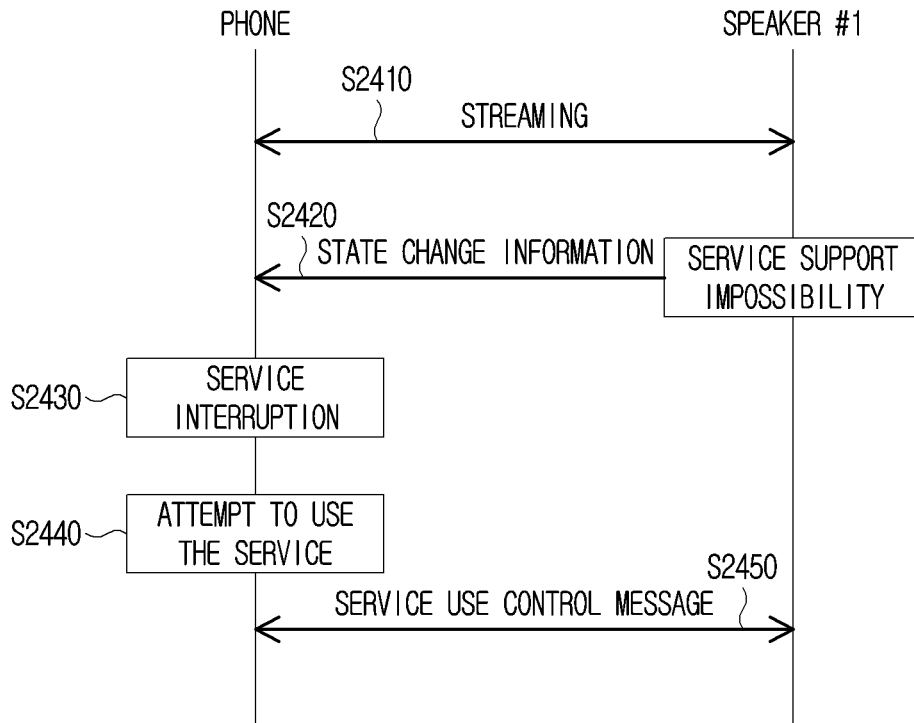 PHONE
SPEAKER #1
S2410
STREAMING
S2420
STATE CHANGE INFORMATION
SERVICE SUPPORT
IMPOSSIBILITY
S2430
SERVICE
INTERRUPTION
S2440
ATTEMPT TO USE
THE SERVICE
S2450
SERVICE USE CONTROL MESSAGE